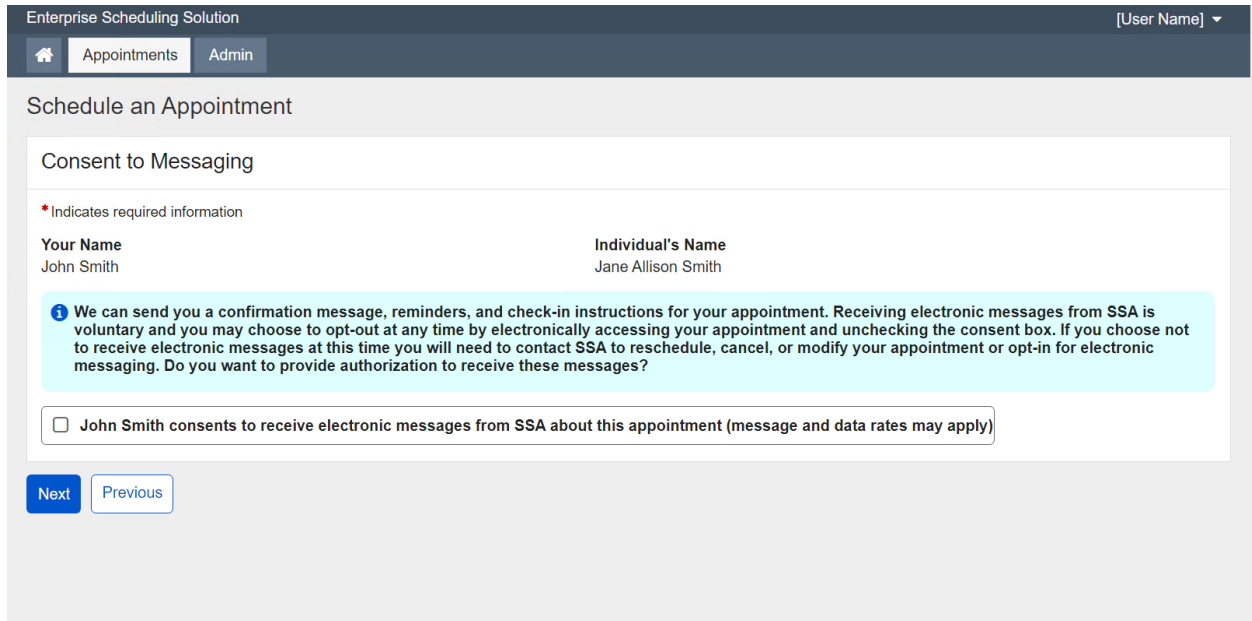 Enterprise Scheduling Solution [User Name]
Appointments Admin
Schedule an Appointment
Consent to Messaging
*Indicates required information
Your Name Individual's Name
John Smith Jane Allison Smith
We can send you a confirmation message, reminders, and check-in instructions for your appointment. Receiving electronic messages from SSA is
voluntary and you may choose to opt-out at any time by electronically accessing your appointment and unchecking the consent box. If you choose not
to receive electronic messages at this time you will need to contact SSA to reschedule, cancel, or modify your appointment or opt-in for electronic
messaging. Do you want to provide authorization to receive these messages?
John Smith consents to receive electronic messages from SSA about this appointment (message and data rates may apply)
Next Previous